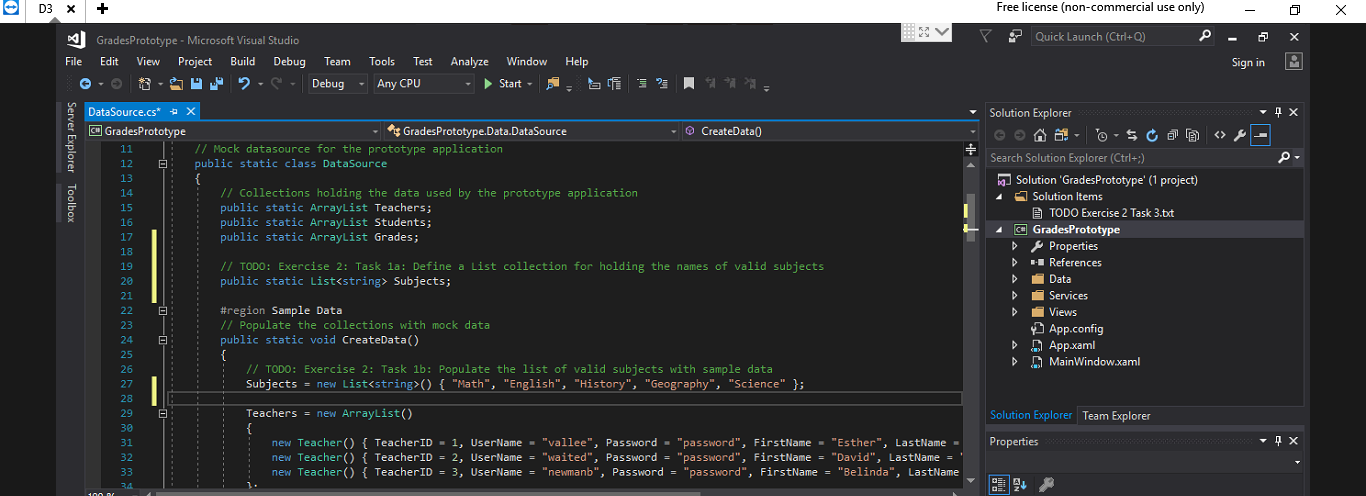 D3
Free license (non-commercial use only)
GradesPrototype - Microsoft Visual Studio
Quick Launch (Ctrl+Q)
File Edit View Project Build Debug Team Tools Test Analyze Window Help
Sign in
Debug Any CPU Start
Server Explorer
Toolbox
DataSource.cs*
GradesPrototype GradesPrototype.Data.DataSource CreateData()
11 // Mock datasource for the prototype application
12 public static class DataSource
13 {
14 // Collections holding the data used by the prototype application
15 public static ArrayList Teachers;
16 public static ArrayList Students;
17 public static ArrayList Grades;
18
19 // TODO: Exercise 2: Task 1a: Define a List collection for holding the names of valid subjects
20 public static List<string> Subjects;
21
22 #region Sample Data
23 // Populate the collections with mock data
24 public static void CreateData()
25 {
26 // TODO: Exercise 2: Task 1b: Populate the list of valid subjects with sample data
27 Subjects = new List<string>() { "Math", "English", "History", "Geography", "Science" };
28
29 Teachers = new ArrayList()
30 {
31 new Teacher() { TeacherID = 1, UserName = "vallee", Password = "password", FirstName = "Esther", LastName =
32 new Teacher() { TeacherID = 2, UserName = "waited", Password = "password", FirstName = "David", LastName = "
33 new Teacher() { TeacherID = 3, UserName = "newmanb", Password = "password", FirstName = "Belinda", LastName
34 };
100 %
Solution Explorer
Search Solution Explorer (Ctrl+;)
Solution 'GradesPrototype' (1 project)
Solution Items
TODO Exercise 2 Task 3.txt
C# GradesPrototype
Properties
References
Data
Services
Views
App.config
App.xaml
MainWindow.xaml
Solution Explorer Team Explorer
Properties